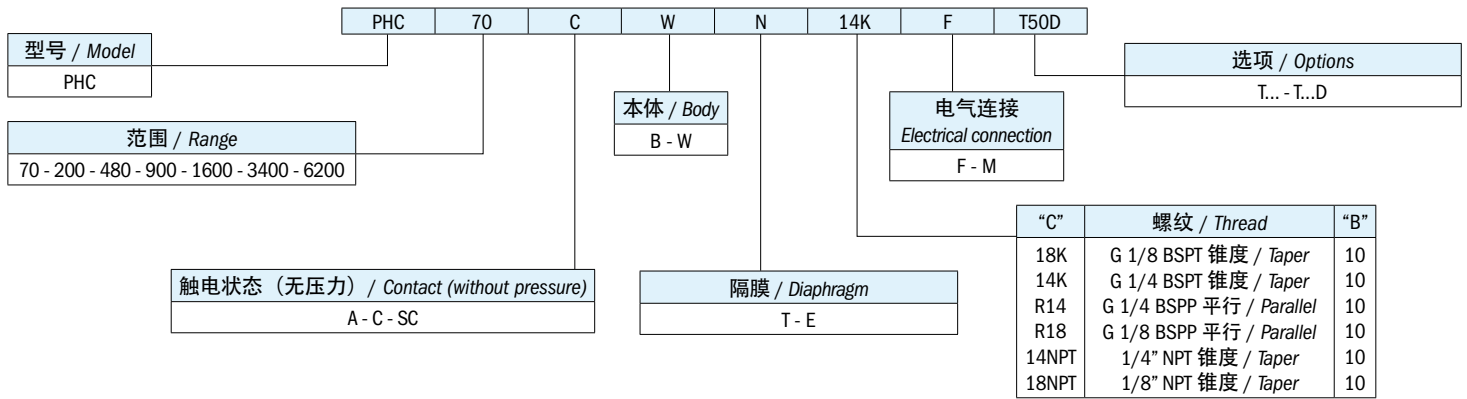 PHC 70 C W N 14K F T50D
型号 / Model
PHC
选项 / Options
T... - T...D
本体 / Body
B - W
电气连接
Electrical connection
F - M
范围 / Range
70 - 200 - 480 - 900 - 1600 - 3400 - 6200
“C” 螺纹 / Thread “B”
18K G 1/8 BSPT 锥度 / Taper 10
14K G 1/4 BSPT 锥度 / Taper 10
R14 G 1/4 BSPP 平行 / Parallel 10
R18 G 1/8 BSPP 平行 / Parallel 10
14NPT 1/4” NPT 锥度 / Taper 10
18NPT 1/8” NPT 锥度 / Taper 10
触电状态（无压力）/ Contact (without pressure)
A - C - SC
隔膜 / Diaphragm
T - E